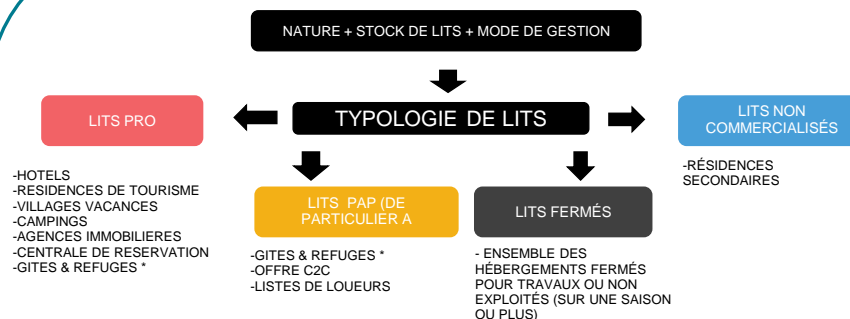 NATURE + STOCK DE LITS + MODE DE GESTION
TYPOLOGIE DE LITS
LITS PRO
-HOTELS
-RESIDENCES DE TOURISME
-VILLAGES VACANCES
-CAMPINGS
-AGENCES IMMOBILIERES
-CENTRALE DE RESERVATION
-GITES & REFUGES *
LITS PAP (DE
PARTICULIER A
-GITES & REFUGES *
-OFFRE C2C
-LISTES DE LOUEURS
LITS FERMÉS
- ENSEMBLE DES
HÉBERGEMENTS FERMÉS
POUR TRAVAUX OU NON
EXPLOITÉS (SUR UNE SAISON
OU PLUS)
LITS NON
COMMERCIALISÉS
-RÉSIDENCES
SECONDAIRES